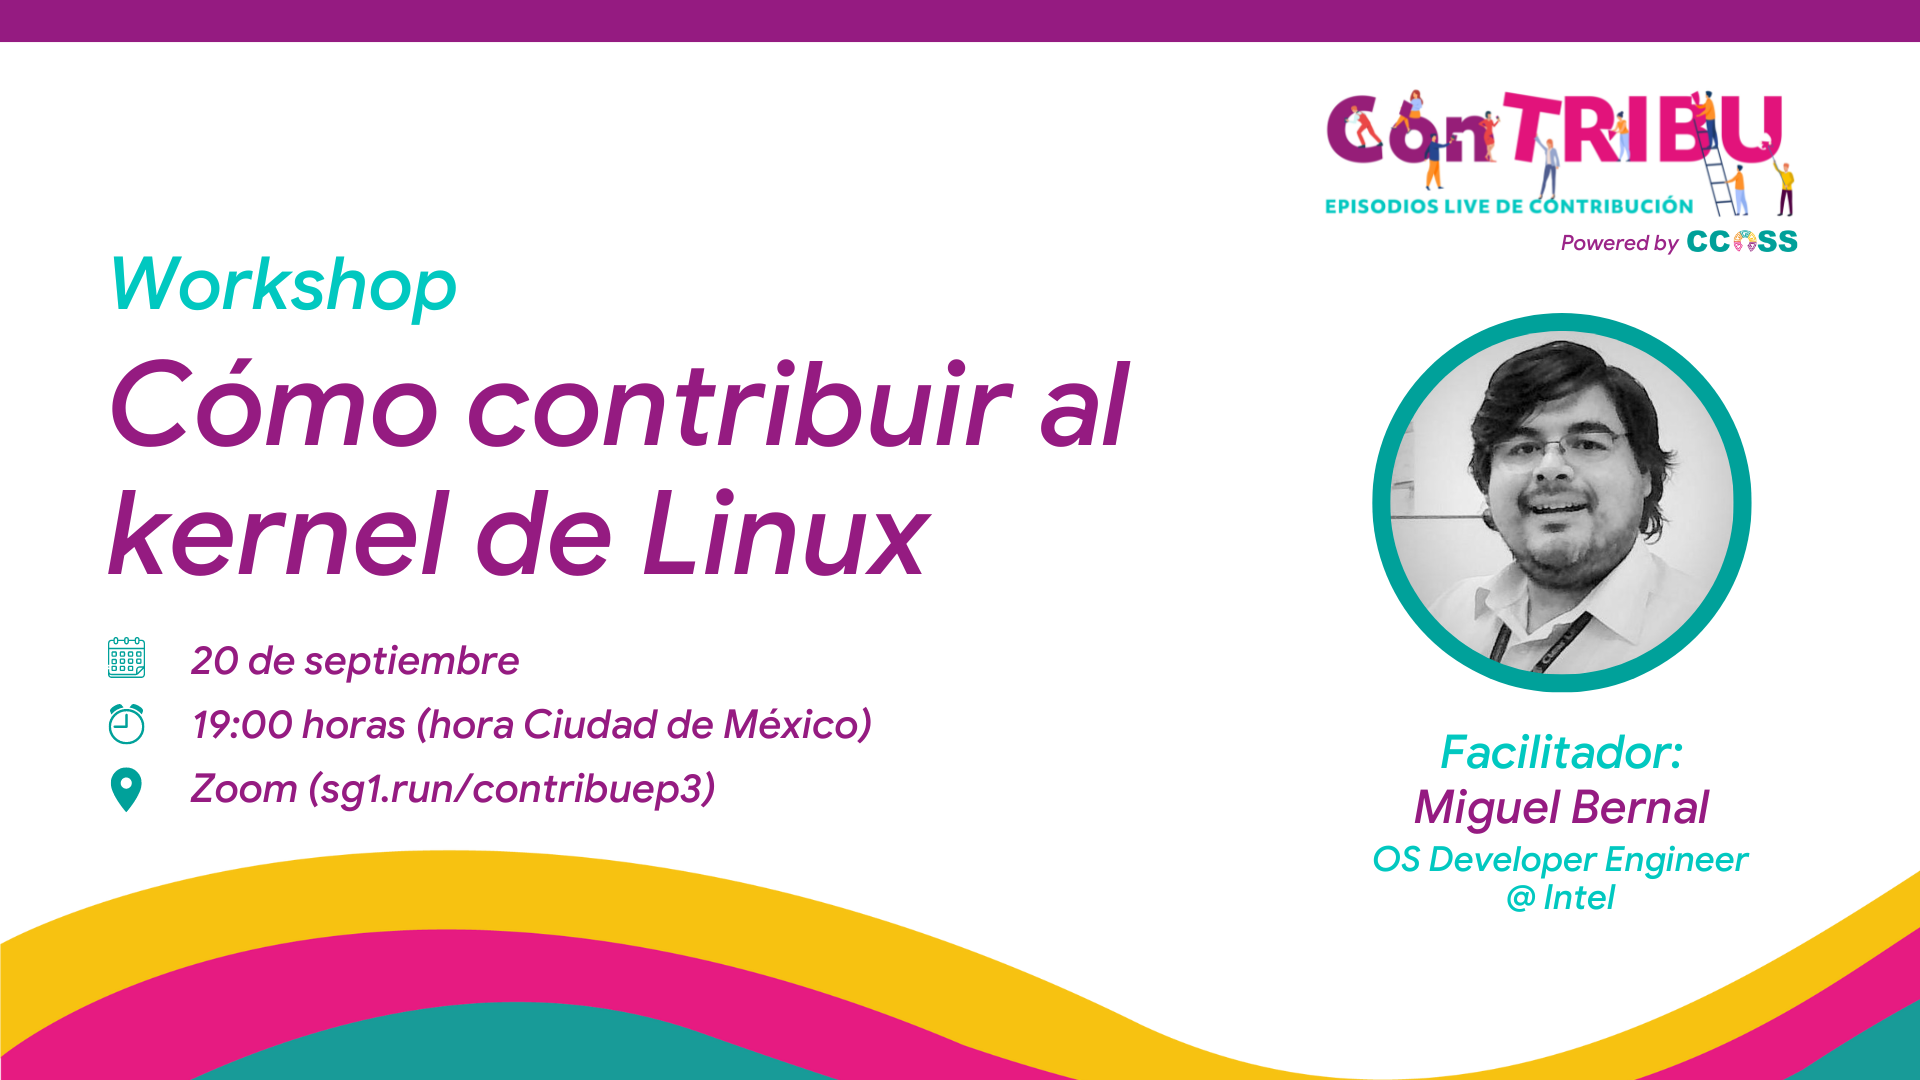 ConTRIBU
EPISODIOS LIVE DE CONTRIBUCIÓN
Powered by CCOSS
Workshop
Cómo contribuir al
kernel de Linux
20 de septiembre
19:00 horas (hora Ciudad de México)
Zoom (sg1.run/contribuep3)
Facilitador:
Miguel Bernal
OS Developer Engineer
@ Intel